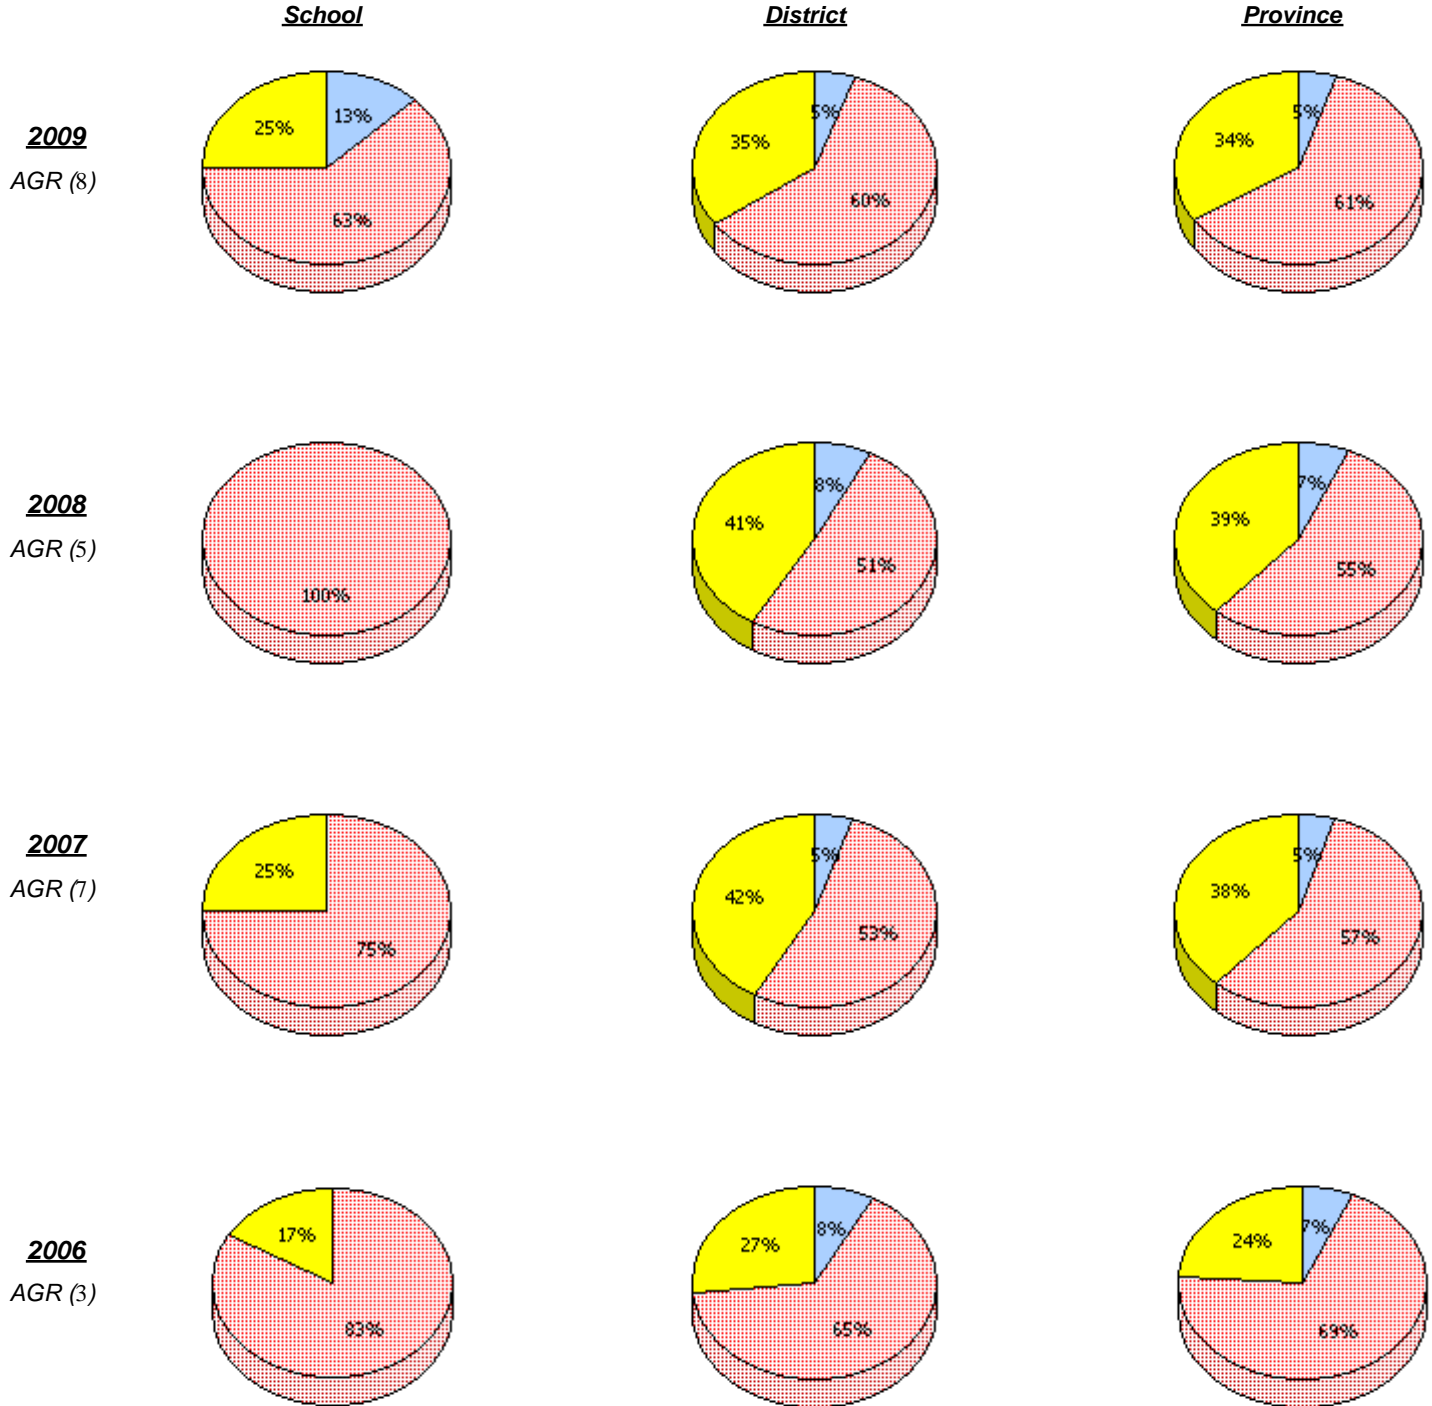 School District Province
2009
AGR (8)
25% 13% 63%
35% 5% 60%
34% 5% 61%
2008
AGR (5)
100%
41% 8% 51%
39% 7% 55%
2007
AGR (7)
25% 75%
42% 5% 53%
38% 5% 57%
2006
AGR (3)
17% 83%
27% 8% 65%
24% 7% 69%